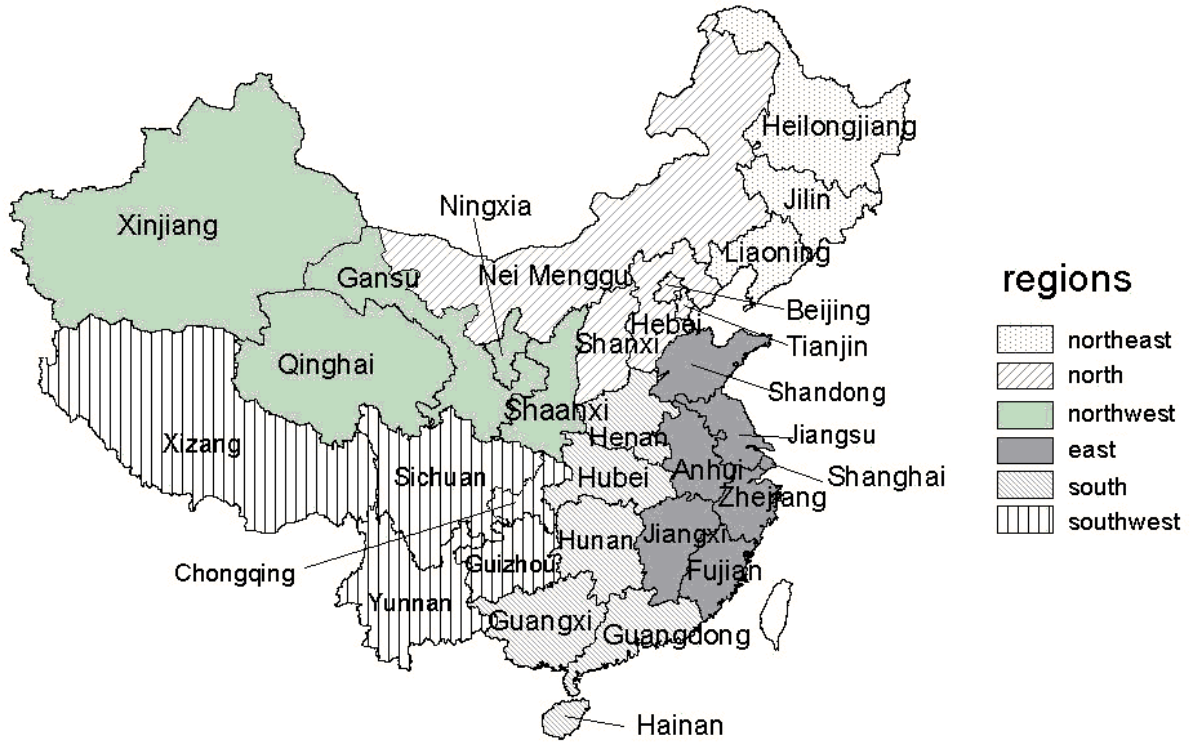 Heilongjiang
Jilin
Liaoning
Ningxia
Xinjiang
Gansu
Nei Menggu
Beijing
Hebei
Tianjin
Shanxi
Qinghai
Shandong
Shaanxi
Jiangsu
Henan
Xizang
Sichuan
Hubei
Anhui
Shanghai
Zhejiang
Chongqing
Guizhou
Hunan
Jiangxi
Fujian
Yunnan
Guangxi
Guangdong
Hainan
regions
northeast
north
northwest
east
south
southwest